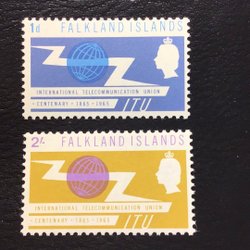 1d
FALKLAND ISLANDS
INTERNATIONAL TELECOMMUNICATION UNION
CENTENARY · 1865 · 1965
ITU
2/-
FALKLAND ISLANDS
INTERNATIONAL TELECOMMUNICATION UNION
CENTENARY · 1865 · 1965
ITU